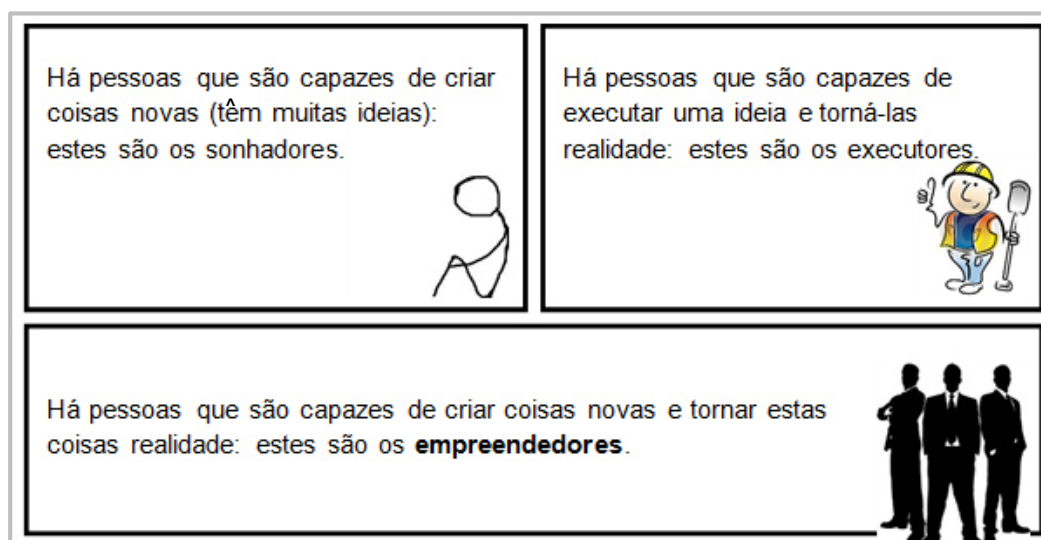 Há pessoas que são capazes de criar
coisas novas (têm muitas ideias):
estes são os sonhadores.
Há pessoas que são capazes de
executar uma ideia e torná-las
realidade: estes são os executores.
Há pessoas que são capazes de criar coisas novas e tornar estas
coisas realidade: estes são os empreendedores.